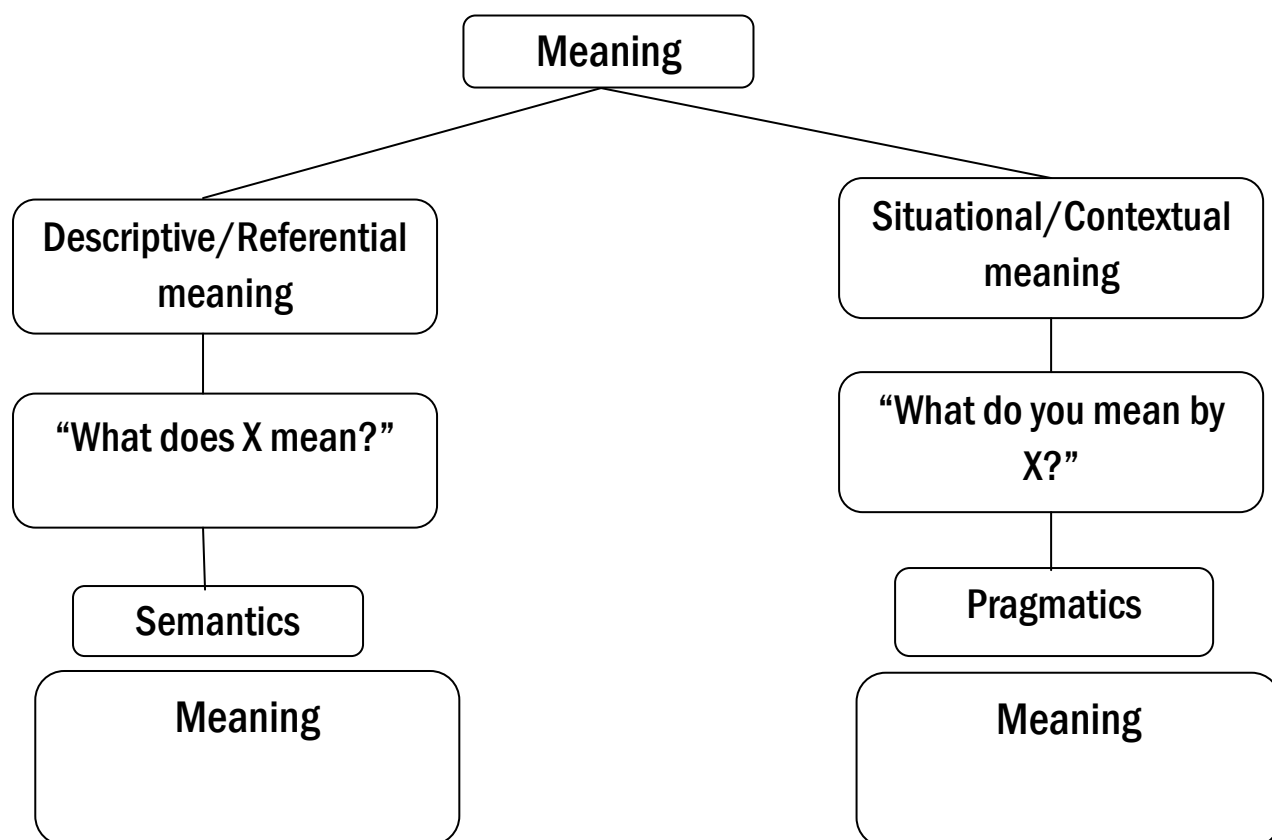 Meaning
Descriptive/Referential
meaning
Situational/Contextual
meaning
“What does X mean?”
“What do you mean by
X?”
Semantics
Pragmatics
Meaning
Meaning